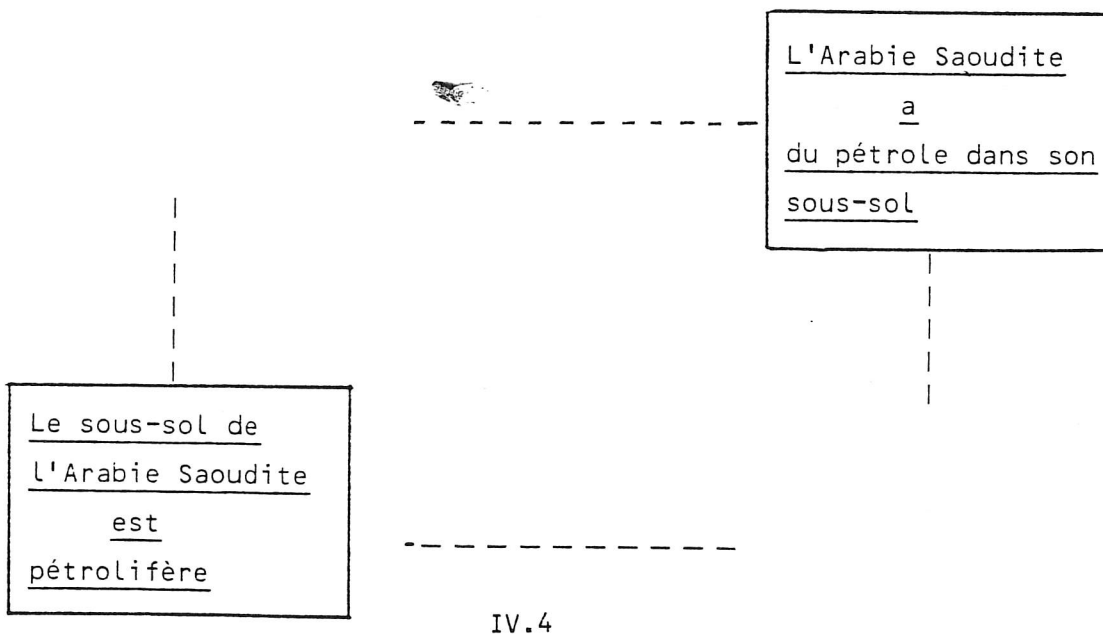 L'Arabie Saoudite
a
du pétrole dans son
sous-sol
Le sous-sol de
l'Arabie Saoudite
est
pétrolifère
IV.4